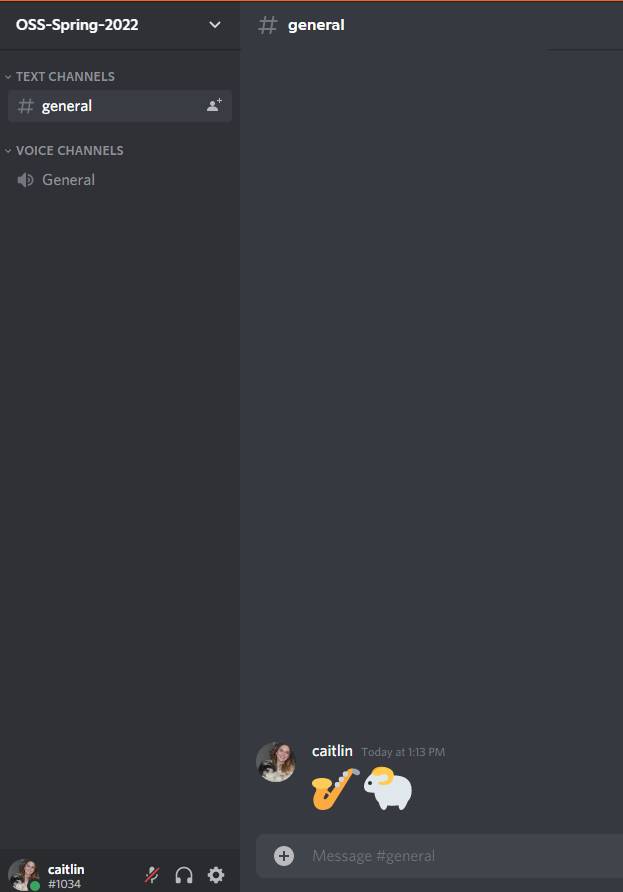 OSS-Spring-2022
TEXT CHANNELS
general
VOICE CHANNELS
General
caitlin
#1034
# general
caitlin Today at 1:13 PM
Message #general